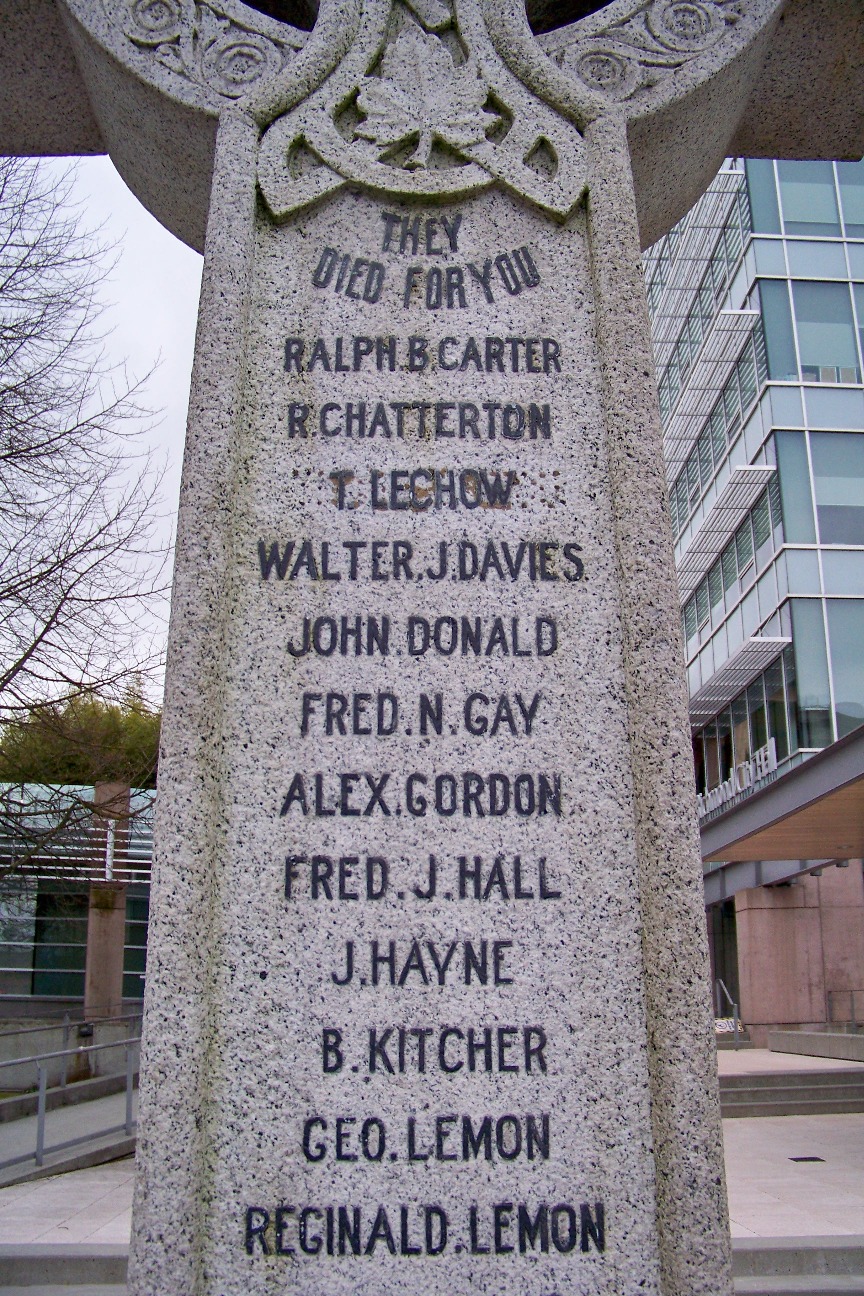 THEY
DIED FOR YOU
RALPH.B.CARTER
R.CHATTERTON
T. LECHOW
WALTER.J.DAVIES
JOHN.DONALD
FRED.N.GAY
ALEX.GORDON
FRED.J.HALL
J.HAYNE
B.KITCHER
GEO.LEMON
REGINALD.LEMON